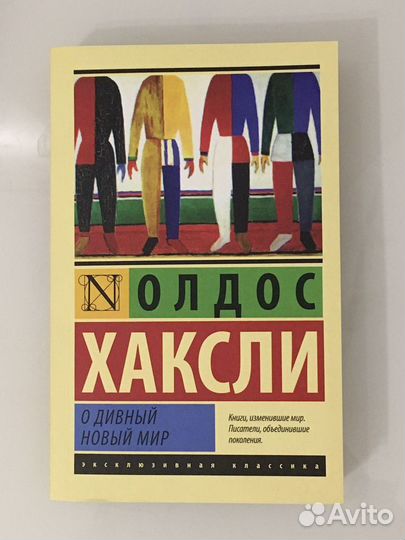 N
ОЛДОС
ХАКСЛИ
О ДИВНЫЙ
НОВЫЙ МИР
Книги, изменившие мир.
Писатели, объединившие
поколения.
эксклюзивная классика
Avito